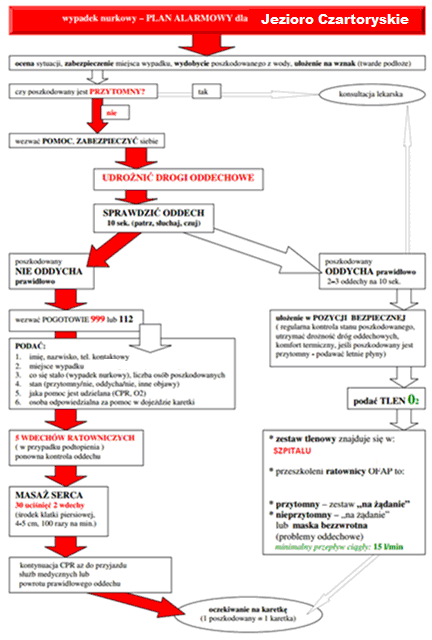 wypadek nurkowy – PLAN ALARMOWY dla Jezioro Czartoryskie
ocena sytuacji, zabezpieczenie miejsca wypadku, wydobycie poszkodowanego z wody, ułożenie na wznak (twarde podłoże)
czy poszkodowany jest PRZYTOMNY?
tak
konsultacja lekarska
nie
wezwać POMOC, ZABEZPIECZYĆ siebie
UDROŻNIĆ DROGI ODDECHOWE
SPRAWDZIĆ ODDECH
10 sek. (patrz, słuchaj, czuj)
poszkodowany
NIE ODDYCHA
prawidłowo
poszkodowany
ODDYCHA prawidłowo
2÷3 oddechy na 10 sek.
wezwać POGOTOWIE 999 lub 112
PODAĆ:
1. imię, nazwisko, tel. kontaktowy
2. miejsce wypadku
3. co się stało (wypadek nurkowy), liczba osób poszkodowanych
4. stan (przytomny/nie, oddycha/nie, inne objawy)
5. jaka pomoc jest udzielana (CPR, O2)
6. osoba odpowiedzialna za pomoc w dojeździe karetki
ułożenie w POZYCJI BEZPIECZNEJ
( regularna kontrola stanu poszkodowanego,
utrzymać drożność dróg oddechowych,
komfort termiczny, jeśli poszkodowany jest
przytomny - podawać letnie płyny)
podać TLEN O2
5 WDECHÓW RATOWNICZYCH
( w przypadku podtopienia )
ponowna kontrola oddechu
MASAŻ SERCA
30 uciśnięć 2 wdechy
(środek klatki piersiowej,
4÷5 cm, 100 razy na min.)
* zestaw tlenowy znajduje się w:
SZPITALU
* przeszkoleni ratownicy OFAP to:
* przytomny – zestaw „na żądanie"
* nieprzytomny – „na żądanie"
lub maska bezzwrotna
(problemy oddechowe)
minimalny przepływ ciągły: 15 l/min
kontynuacja CPR aż do przyjazdu
służb medycznych lub
powrotu prawidłowego oddechu
oczekiwanie na karetkę
(1 poszkodowany = 1 karetka)